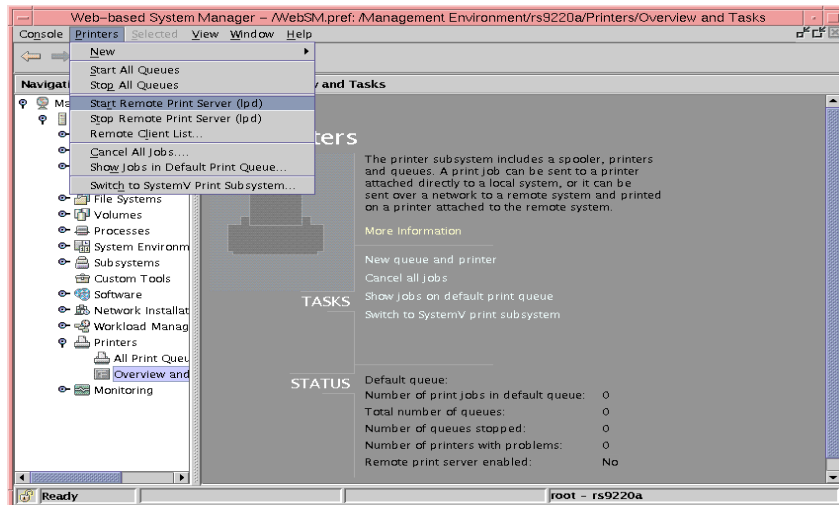 Web-based System Manager - /WebSM.pref: /Management Environment/rs9220a/Printers/Overview and Tasks
Console Printers Selected View Window Help
New
Start All Queues
Stop All Queues
Start Remote Print Server (lpd)
Stop Remote Print Server (lpd)
Remote Client List...
Cancel All Jobs....
Show Jobs in Default Print Queue...
Switch to SystemV Print Subsystem...
Navigati
and Tasks
Ma
File Systems
Volumes
Processes
System Environm
Subsystems
Custom Tools
Software
Network Installat
Workload Manag
Printers
All Print Queu
Overview and
Monitoring
ters
The printer subsystem includes a spooler, printers
and queues. A print job can be sent to a printer
attached directly to a local system, or it can be
sent over a network to a remote system and printed
on a printer attached to the remote system.
More Information
TASKS
New queue and printer
Cancel all jobs
Show jobs on default print queue
Switch to SystemV print subsystem
STATUS
Default queue:
Number of print jobs in default queue: 0
Total number of queues: 0
Number of queues stopped: 0
Number of printers with problems: 0
Remote print server enabled: No
Ready
root - rs9220a